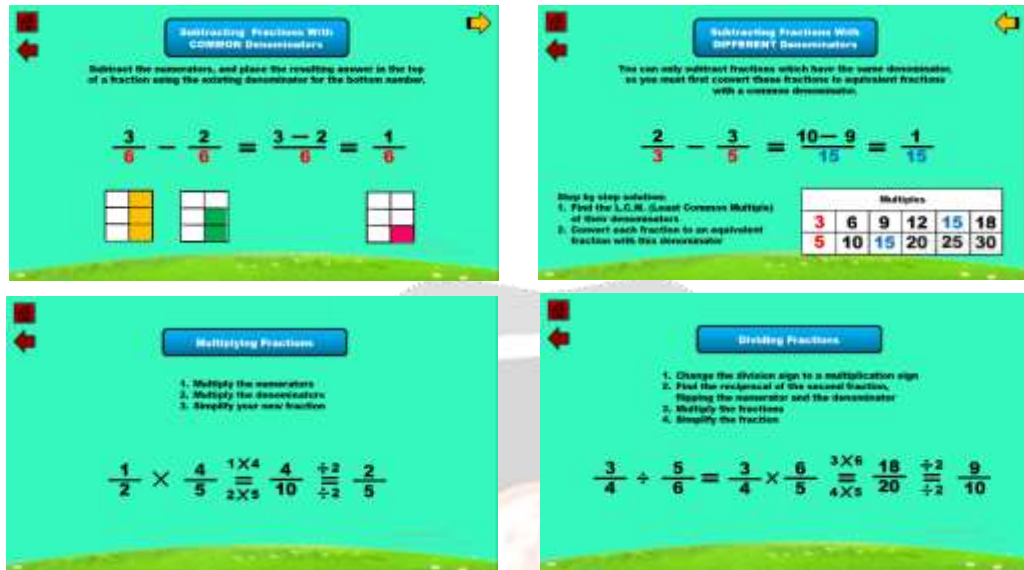 Subtracting Fractions With
COMMON Denominators
Subtract the numerators, and place the resulting answer in the top
of a fraction using the existing denominator for the bottom number.
3/6 − 2/6 = 3 − 2/6 = 1/6
Subtracting Fractions With
DIFFERENT Denominators
You can only subtract fractions which have the same denominator,
so you must first convert these fractions to equivalent fractions
with a common denominator.
2/3 − 3/5 = 10− 9/15 = 1/15
Step by step solution:
1. Find the L.C.M. (Least Common Multiple)
of their denominators
2. Convert each fraction to an equivalent
fraction with this denominator
Multiples
3 6 9 12 15 18
5 10 15 20 25 30
Multiplying Fractions
1. Multiply the numerators
2. Multiply the denominators
3. Simplify your new fraction
1/2 × 4/5 1×4 = 2×5 4/10 ÷2 = ÷2 2/5
Dividing Fractions
1. Change the division sign to a multiplication sign
2. Find the reciprocal of the second fraction,
flipping the numerator and the denominator
3. Multiply the fractions
4. Simplify the fraction
3/4 ÷ 5/6 = 3/4 × 6/5 3×6 = 4×5 18/20 ÷2 = ÷2 9/10